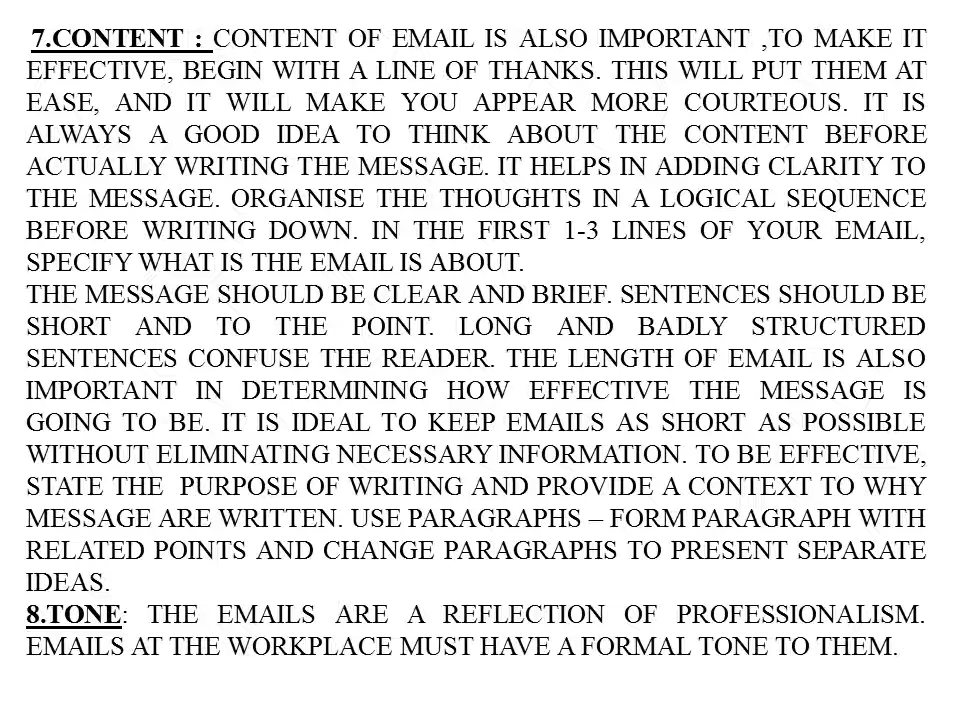 7.CONTENT : CONTENT OF EMAIL IS ALSO IMPORTANT ,TO MAKE IT
EFFECTIVE, BEGIN WITH A LINE OF THANKS. THIS WILL PUT THEM AT
EASE, AND IT WILL MAKE YOU APPEAR MORE COURTEOUS. IT IS
ALWAYS A GOOD IDEA TO THINK ABOUT THE CONTENT BEFORE
ACTUALLY WRITING THE MESSAGE. IT HELPS IN ADDING CLARITY TO
THE MESSAGE. ORGANISE THE THOUGHTS IN A LOGICAL SEQUENCE
BEFORE WRITING DOWN. IN THE FIRST 1-3 LINES OF YOUR EMAIL,
SPECIFY WHAT IS THE EMAIL IS ABOUT.
THE MESSAGE SHOULD BE CLEAR AND BRIEF. SENTENCES SHOULD BE
SHORT AND TO THE POINT. LONG AND BADLY STRUCTURED
SENTENCES CONFUSE THE READER. THE LENGTH OF EMAIL IS ALSO
IMPORTANT IN DETERMINING HOW EFFECTIVE THE MESSAGE IS
GOING TO BE. IT IS IDEAL TO KEEP EMAILS AS SHORT AS POSSIBLE
WITHOUT ELIMINATING NECESSARY INFORMATION. TO BE EFFECTIVE,
STATE THE PURPOSE OF WRITING AND PROVIDE A CONTEXT TO WHY
MESSAGE ARE WRITTEN. USE PARAGRAPHS – FORM PARAGRAPH WITH
RELATED POINTS AND CHANGE PARAGRAPHS TO PRESENT SEPARATE
IDEAS.
8.TONE: THE EMAILS ARE A REFLECTION OF PROFESSIONALISM.
EMAILS AT THE WORKPLACE MUST HAVE A FORMAL TONE TO THEM.